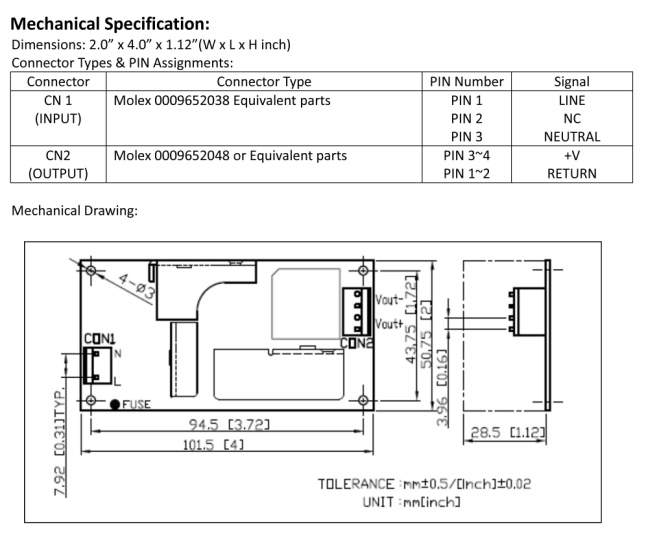 Mechanical Specification:
Dimensions: 2.0” x 4.0” x 1.12”(W x L x H inch)
Connector Types & PIN Assignments:
Connector Connector Type PIN Number Signal
CN 1 Molex 0009652038 Equivalent parts PIN 1 LINE
(INPUT) PIN 2 NC
PIN 3 NEUTRAL
CN2 Molex 0009652048 or Equivalent parts PIN 3~4 +V
(OUTPUT) PIN 1~2 RETURN
Mechanical Drawing:
4-Ø3
Vout-
Vout+
CON1
CON2
N
L
FUSE
43.75 [1.72]
50.75 [2]
3.96 [0.16]
7.92 [0.31]TYP.
94.5 [3.72]
101.5 [4]
28.5 [1.12]
TOLERANCE :mm±0.5/[Inch]±0.02
UNIT :mm[inch]